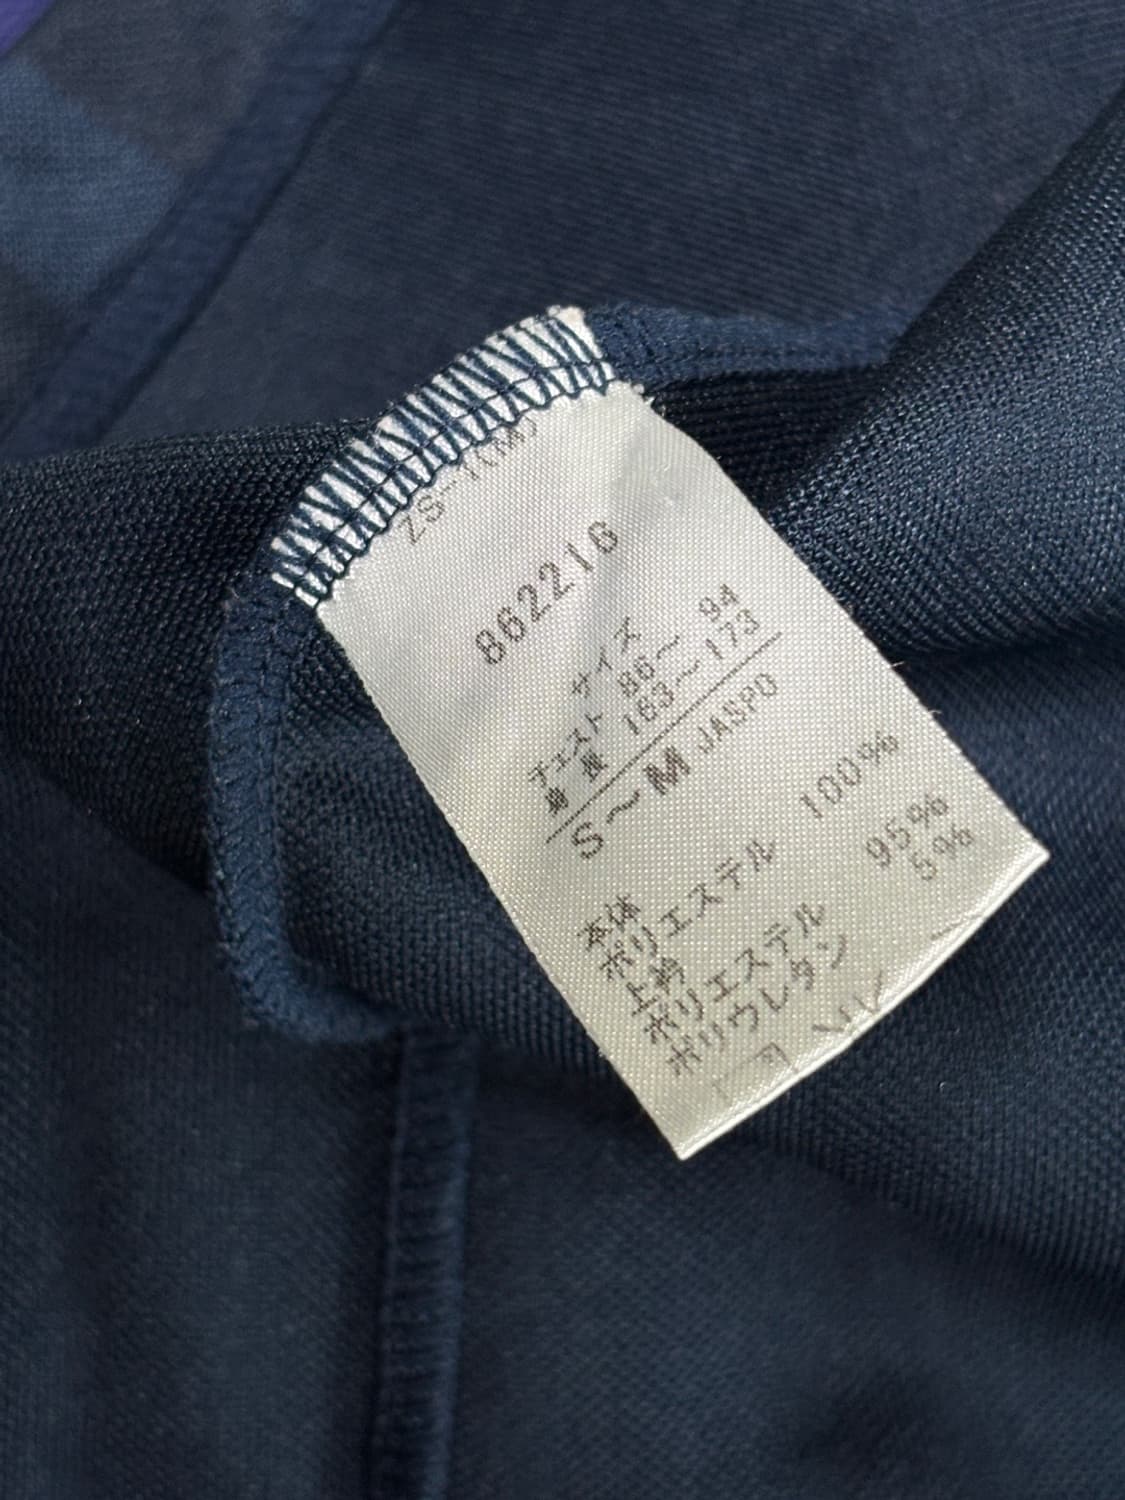 862216
サイズ
チェスト 86～ 94
身長 163～173
S～M JASPO
本体
ポリエステル 100%
上衿
ポリエステル 95%
ポリウレタン 5%